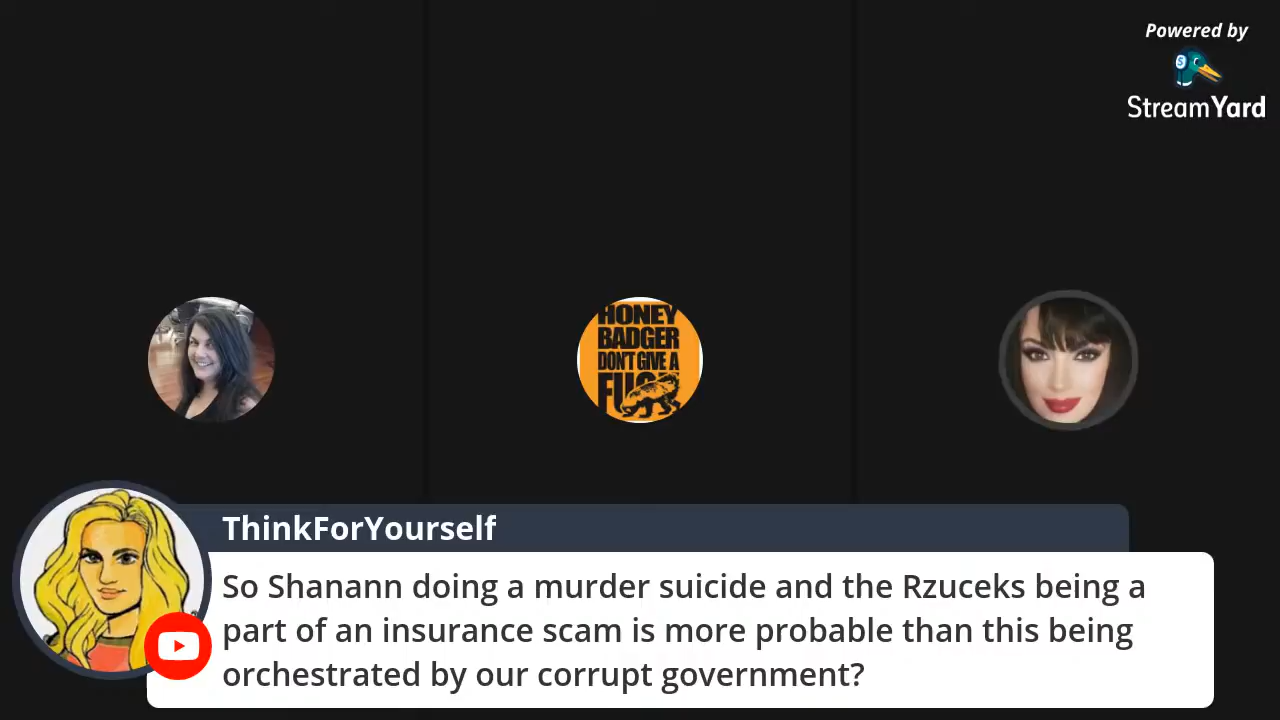 Powered by
StreamYard
HONEY
BADGER
DON'T GIVE A
ThinkForYourself
So Shanann doing a murder suicide and the Rzuceks being a
part of an insurance scam is more probable than this being
orchestrated by our corrupt government?